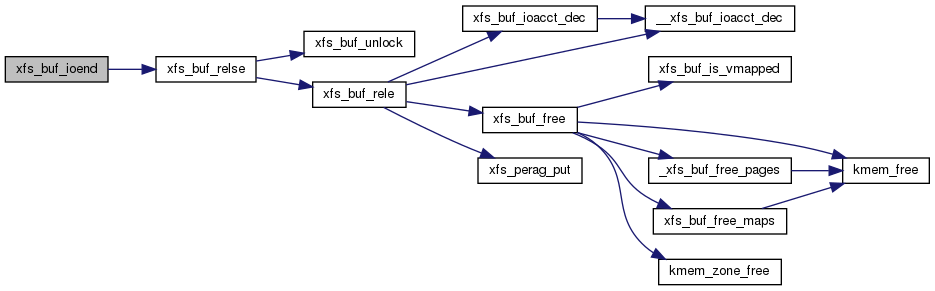 xfs_buf_ioend
xfs_buf_relse
xfs_buf_unlock
xfs_buf_rele
xfs_buf_ioacct_dec
__xfs_buf_ioacct_dec
xfs_buf_free
xfs_perag_put
xfs_buf_is_vmapped
_xfs_buf_free_pages
kmem_free
xfs_buf_free_maps
kmem_zone_free